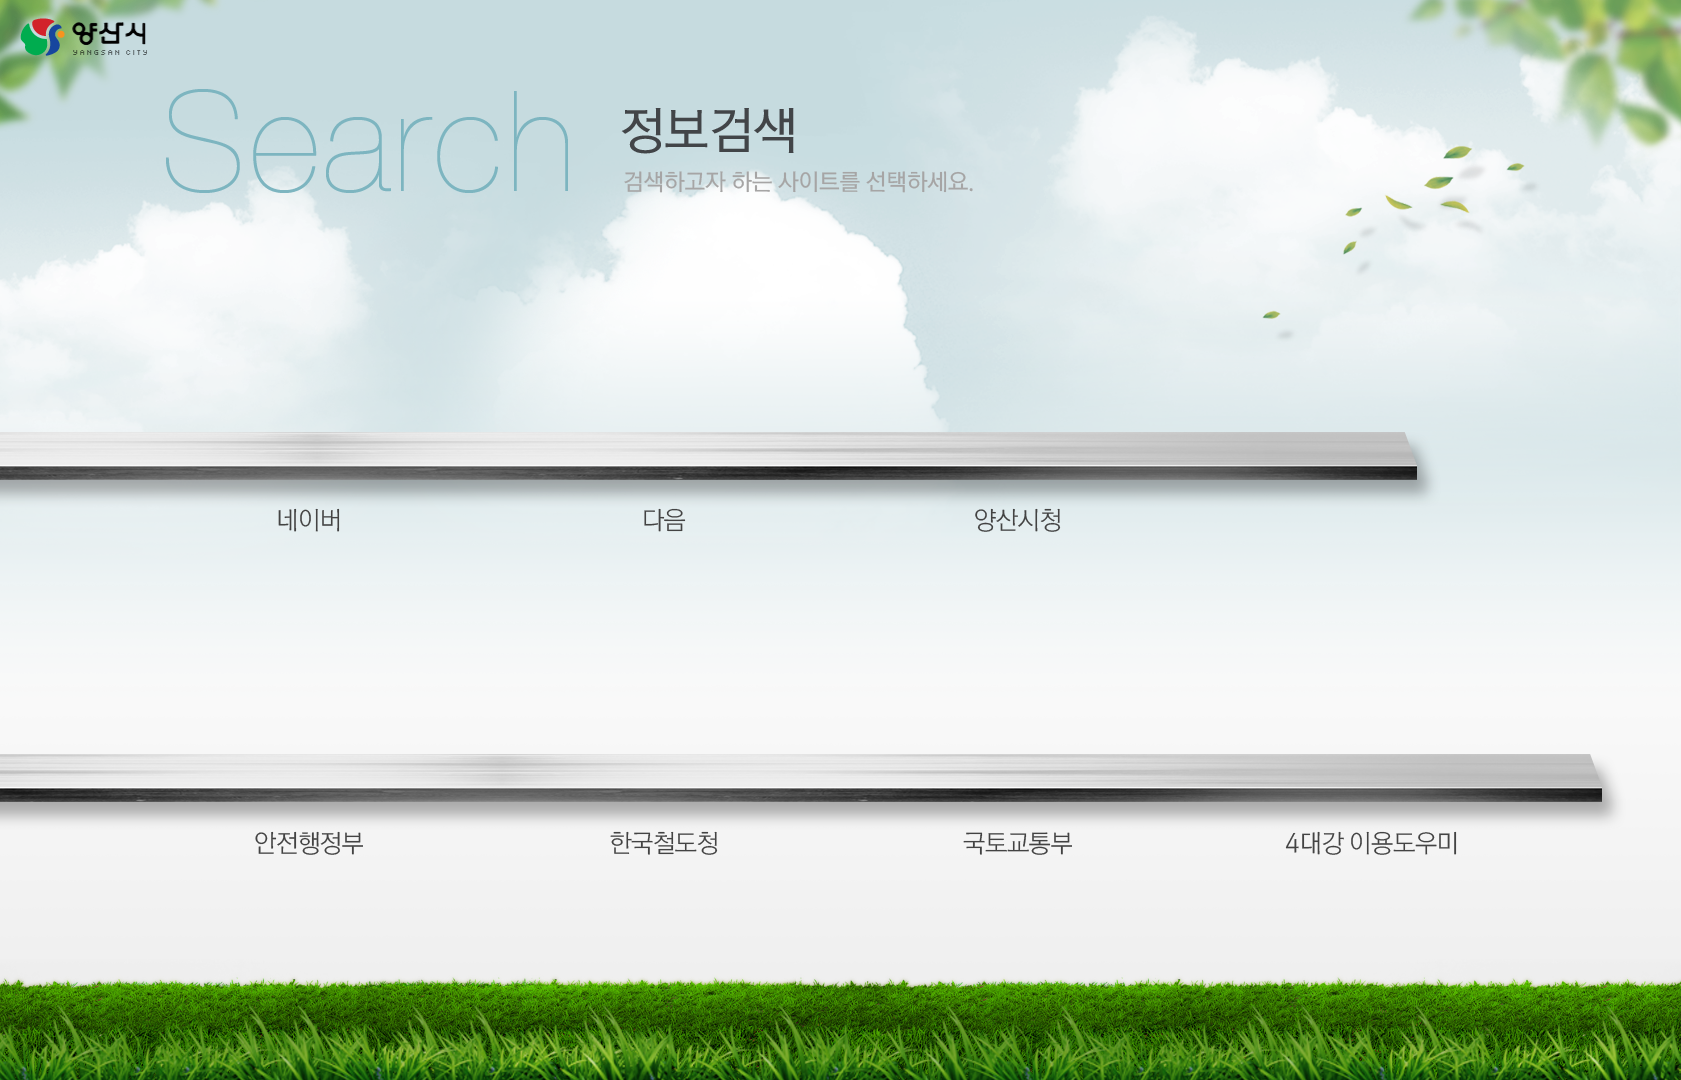 양산시
YANGSAN CITY
Search
정보검색
검색하고자 하는 사이트를 선택하세요.
네이버
다음
양산시청
안전행정부
한국철도청
국토교통부
4대강 이용도우미